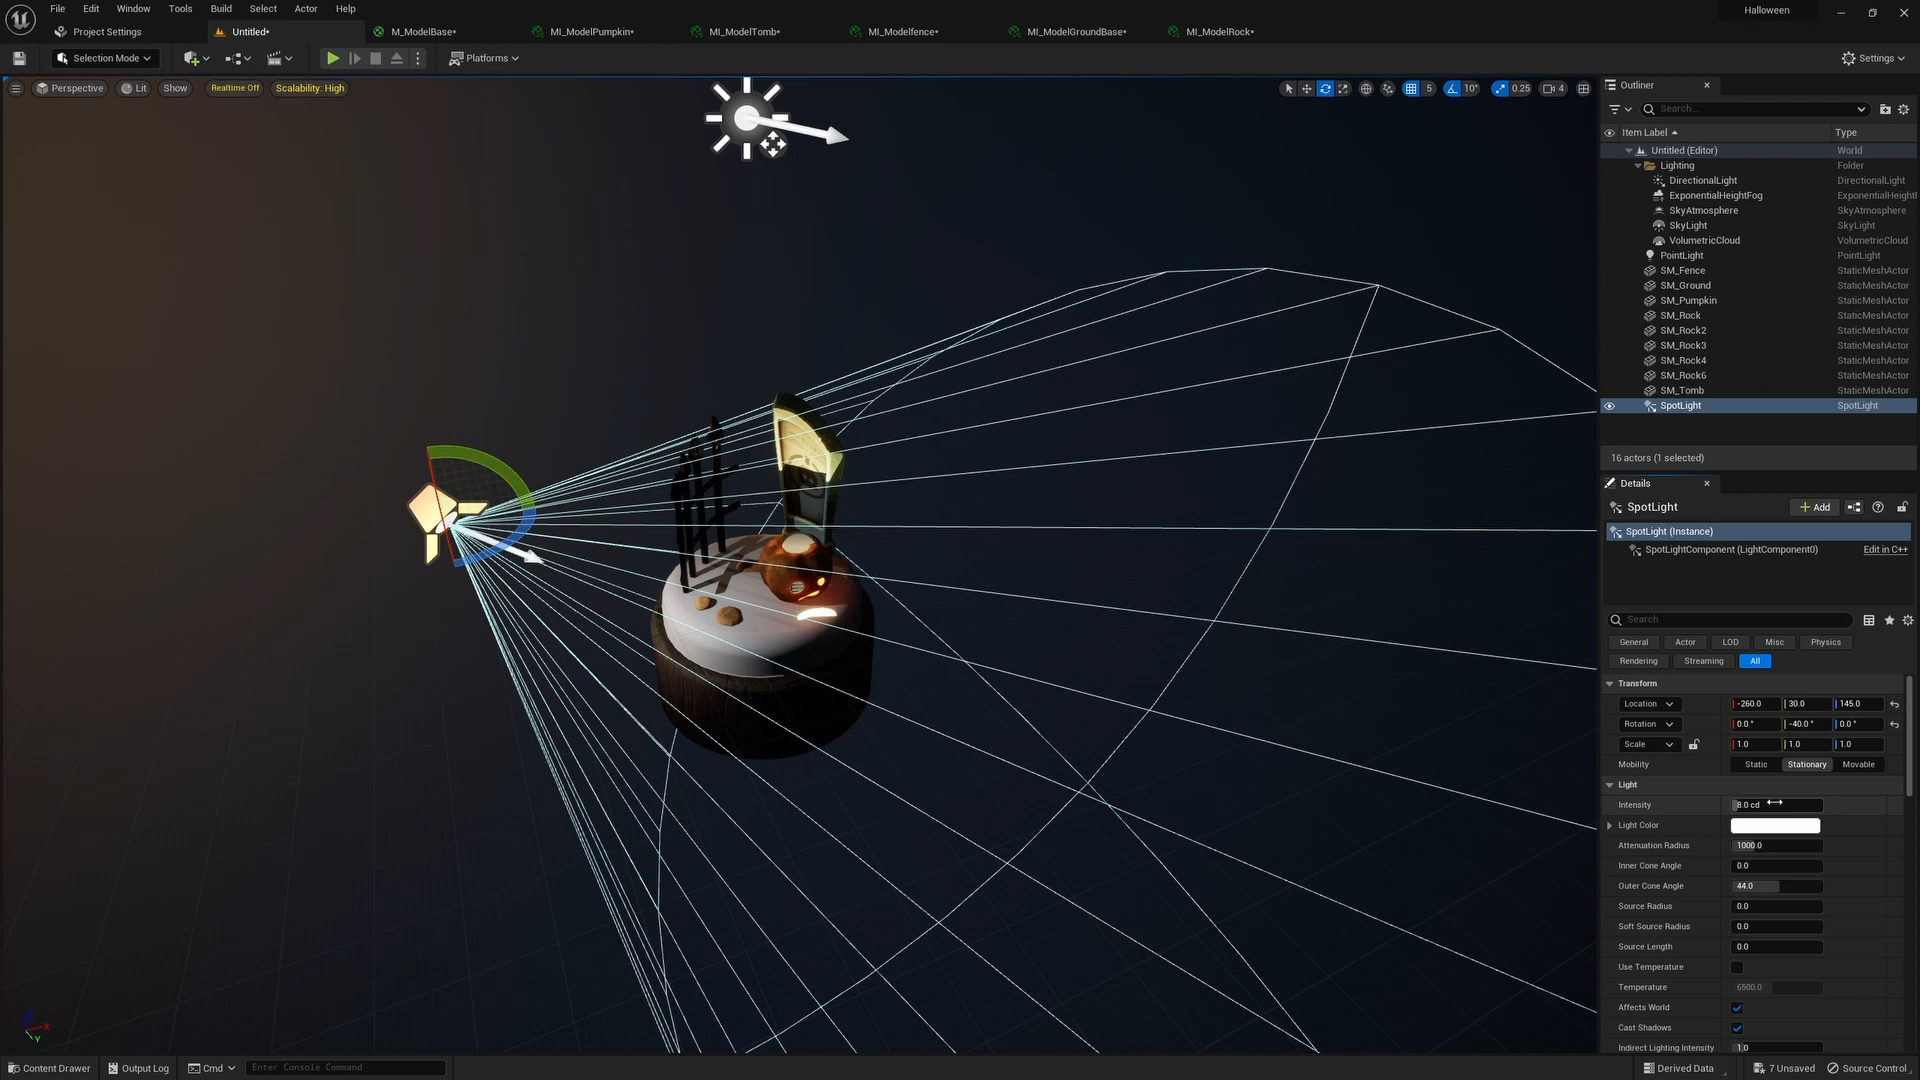 File Edit Window Tools Build Select Actor Help
Halloween
Project Settings
Untitled*
M_ModelBase*
MI_ModelPumpkin*
MI_ModelTomb*
MI_Modelfence*
MI_ModelGroundBase*
MI_ModelRock*
Selection Mode
Platforms
Settings
Perspective
Lit
Show
Realtime Off
Scalability: High
5
10°
0.25
4
Outliner
Search...
Item Label
Type
Untitled (Editor) World
Lighting Folder
DirectionalLight DirectionalLight
ExponentialHeightFog ExponentialHeight
SkyAtmosphere SkyAtmosphere
SkyLight SkyLight
VolumetricCloud VolumetricCloud
PointLight PointLight
SM_Fence StaticMeshActor
SM_Ground StaticMeshActor
SM_Pumpkin StaticMeshActor
SM_Rock StaticMeshActor
SM_Rock2 StaticMeshActor
SM_Rock3 StaticMeshActor
SM_Rock4 StaticMeshActor
SM_Rock6 StaticMeshActor
SM_Tomb StaticMeshActor
SpotLight SpotLight
16 actors (1 selected)
Details
SpotLight
Add
SpotLight (Instance)
SpotLightComponent (LightComponent0) Edit in C++
Search
General Actor LOD Misc Physics
Rendering Streaming All
Transform
Location -260.0 30.0 145.0
Rotation 0.0 ° -40.0 ° 0.0 °
Scale 1.0 1.0 1.0
Mobility Static Stationary Movable
Light
Intensity 8.0 cd
Light Color
Attenuation Radius 1000.0
Inner Cone Angle 0.0
Outer Cone Angle 44.0
Source Radius 0.0
Soft Source Radius 0.0
Source Length 0.0
Use Temperature
Temperature 6500.0
Affects World
Cast Shadows
Indirect Lighting Intensity 1.0
X
Y
Content Drawer
Output Log
Cmd
Enter Console Command
Derived Data
7 Unsaved
Source Control